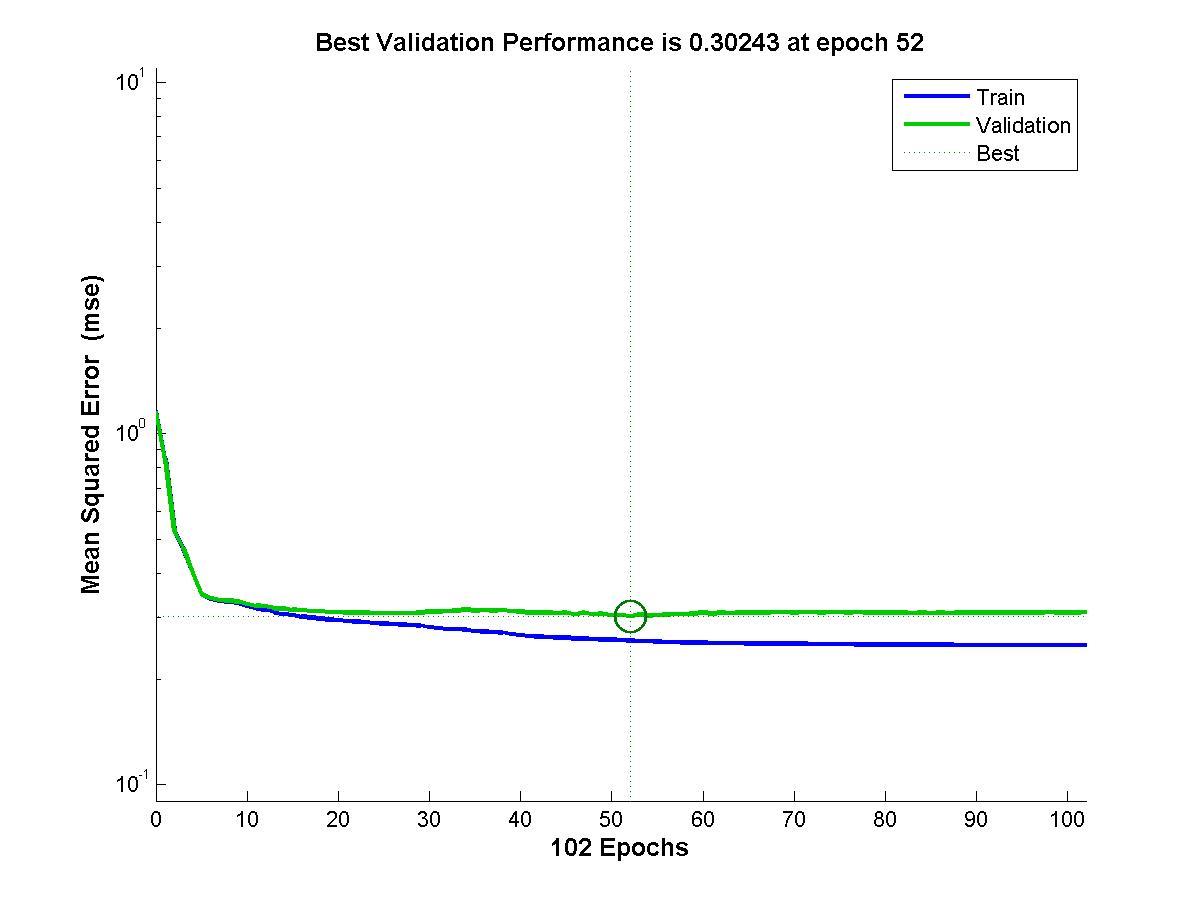 Best Validation Performance is 0.30243 at epoch 52
10^1
Train
Validation
Best
Mean Squared Error (mse)
10^0
10^-1
0 10 20 30 40 50 60 70 80 90 100
102 Epochs